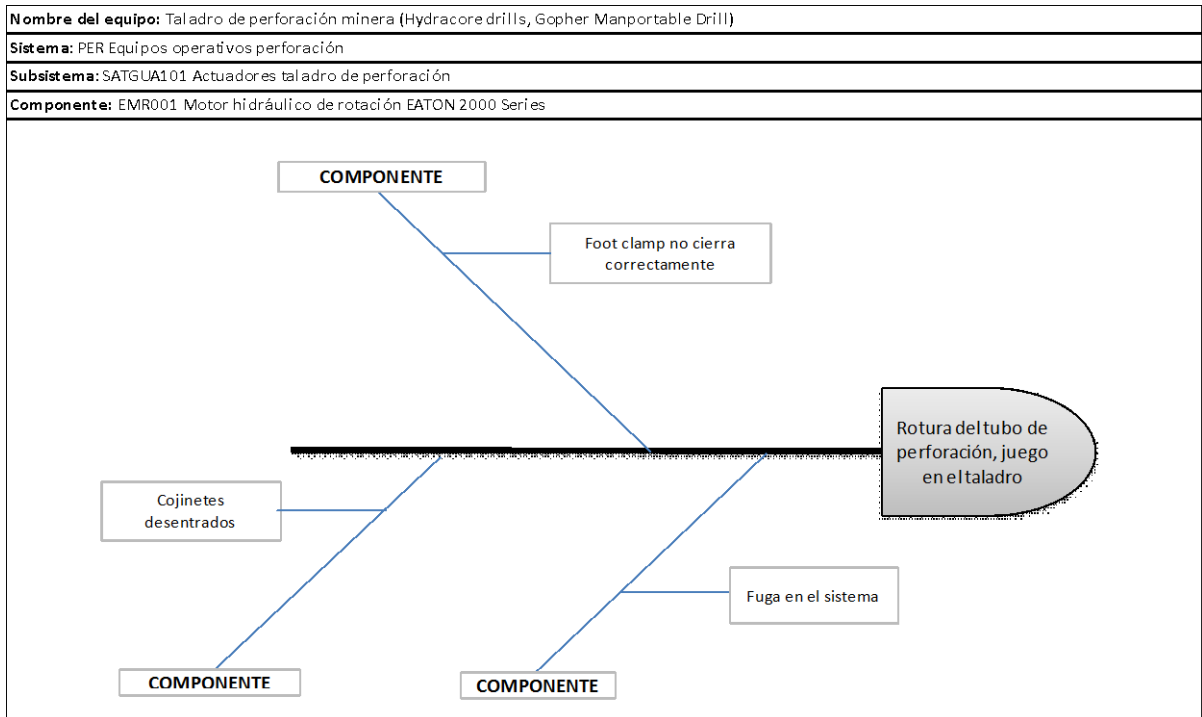 Nombre del equipo: Taladro de perforación minera (Hydracore drills, Gopher Manportable Drill)
Sistema: PER Equipos operativos perforación
Subsistema: SATGUA101 Actuadores taladro de perforación
Componente: EMR001 Motor hidráulico de rotación EATON 2000 Series
COMPONENTE
Foot clamp no cierra
correctamente
Rotura del tubo de
perforación, juego
en el taladro
Cojinetes
desentrados
Fuga en el sistema
COMPONENTE
COMPONENTE